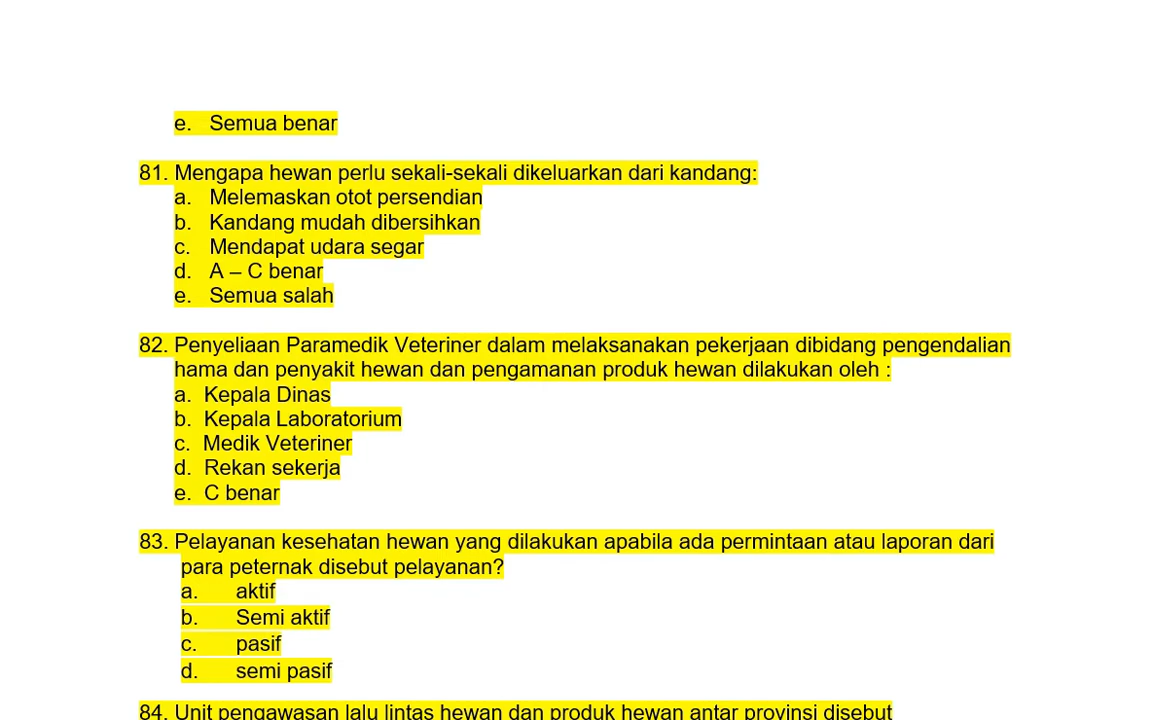 e. Semua benar
81. Mengapa hewan perlu sekali-sekali dikeluarkan dari kandang:
a. Melemaskan otot persendian
b. Kandang mudah dibersihkan
c. Mendapat udara segar
d. A – C benar
e. Semua salah
82. Penyeliaan Paramedik Veteriner dalam melaksanakan pekerjaan dibidang pengendalian
hama dan penyakit hewan dan pengamanan produk hewan dilakukan oleh :
a. Kepala Dinas
b. Kepala Laboratorium
c. Medik Veteriner
d. Rekan sekerja
e. C benar
83. Pelayanan kesehatan hewan yang dilakukan apabila ada permintaan atau laporan dari
para peternak disebut pelayanan?
a. aktif
b. Semi aktif
c. pasif
d. semi pasif
84. Unit pengawasan lalu lintas hewan dan produk hewan antar provinsi disebut